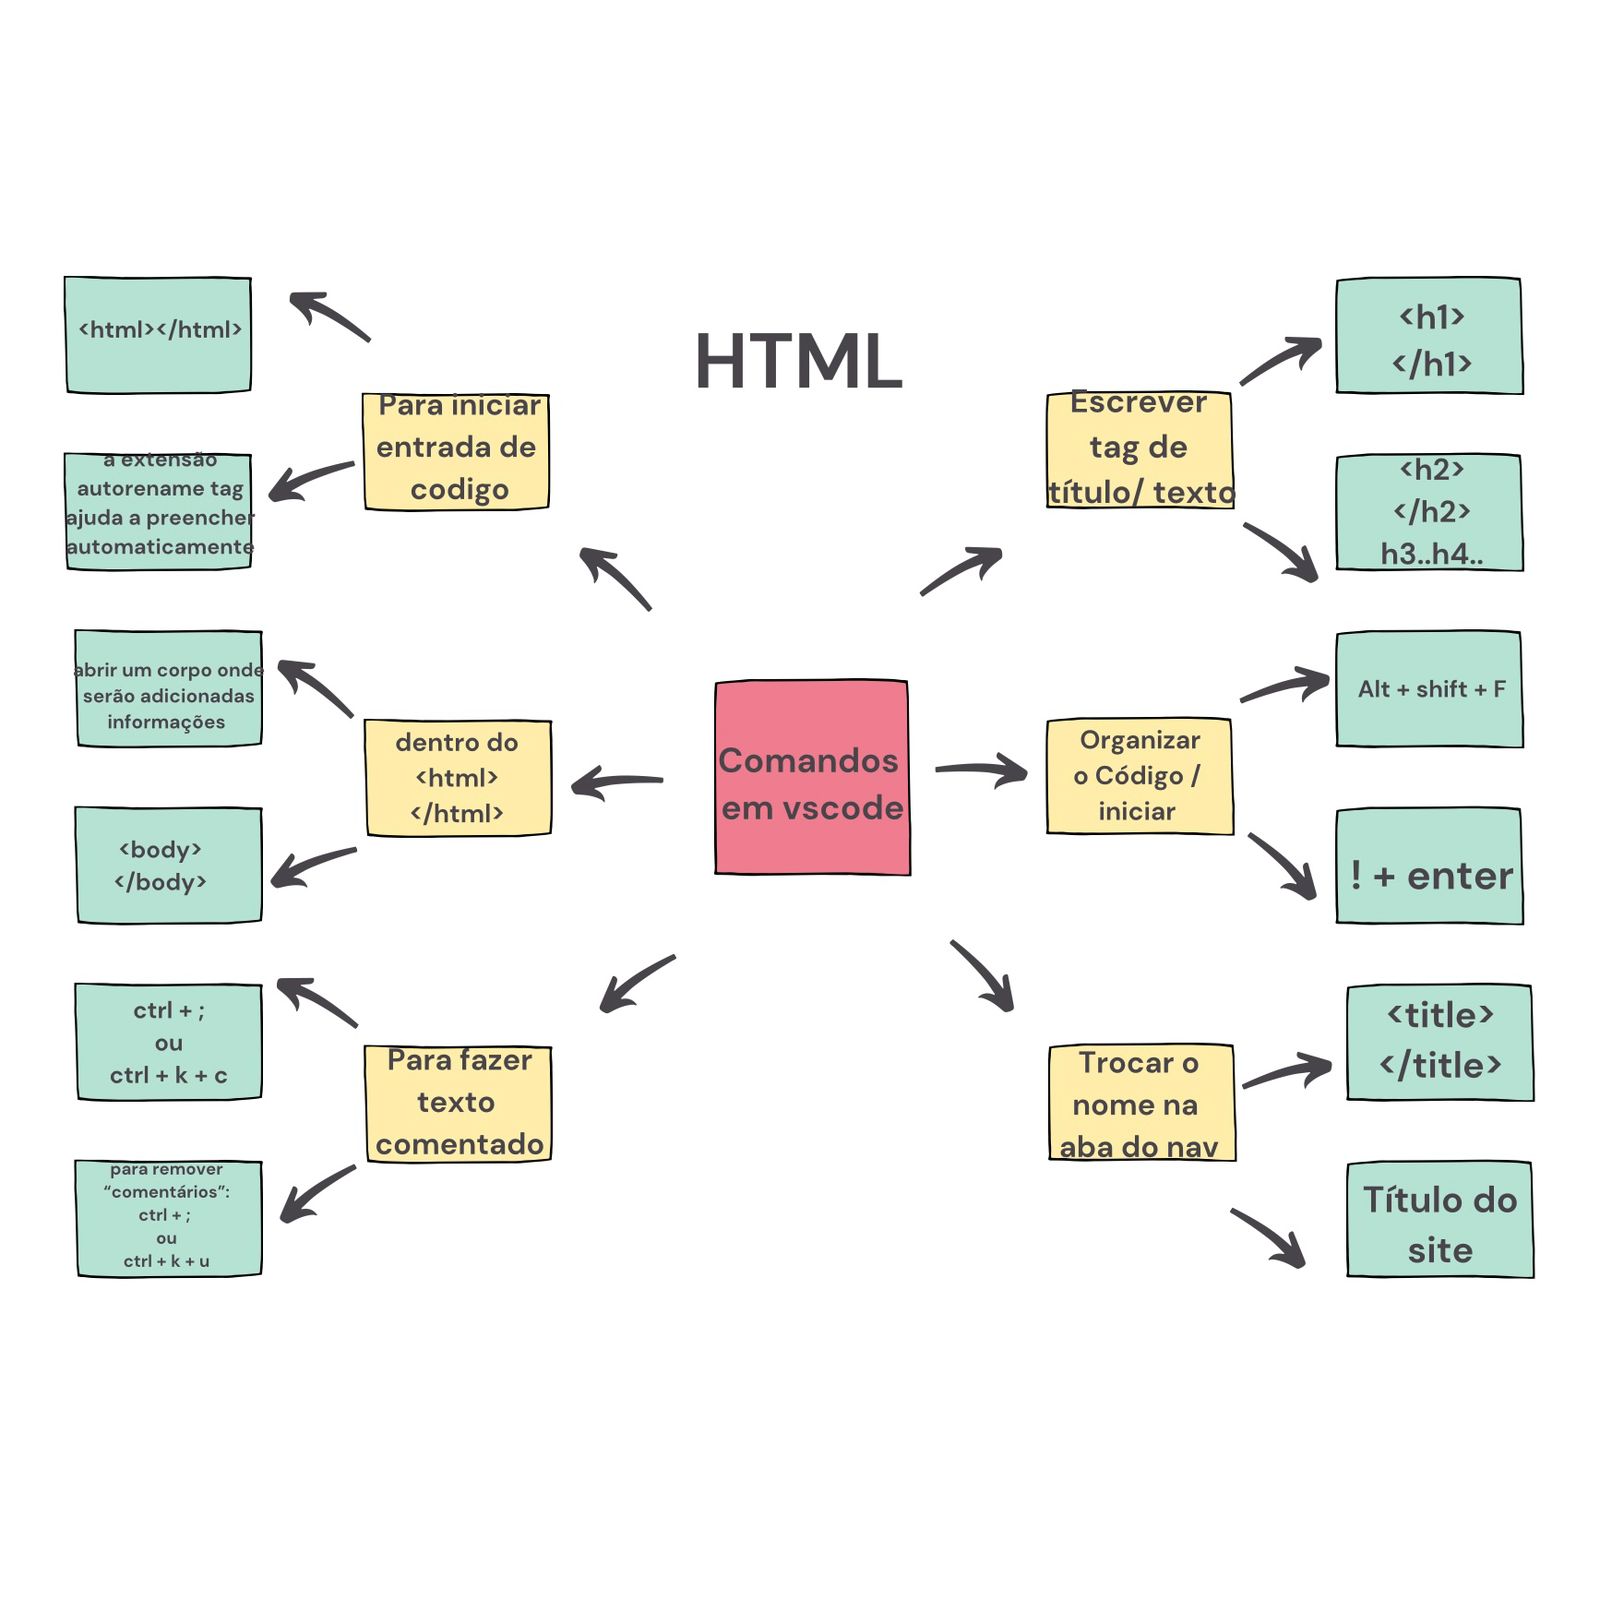 HTML
<html></html>
Para iniciar
entrada de
codigo
a extensão
autorename tag
ajuda a preencher
automaticamente
abrir um corpo onde
serão adicionadas
informações
dentro do
<html>
</html>
<body>
</body>
ctrl + ;
ou
ctrl + k + c
Para fazer
texto
comentado
para remover
“comentários”:
ctrl + ;
ou
ctrl + k + u
Comandos
em vscode
Escrever
tag de
título/ texto
<h1>
</h1>
<h2>
</h2>
h3..h4..
Organizar
o Código /
iniciar
Alt + shift + F
! + enter
Trocar o
nome na
aba do nav
<title>
</title>
Título do
site